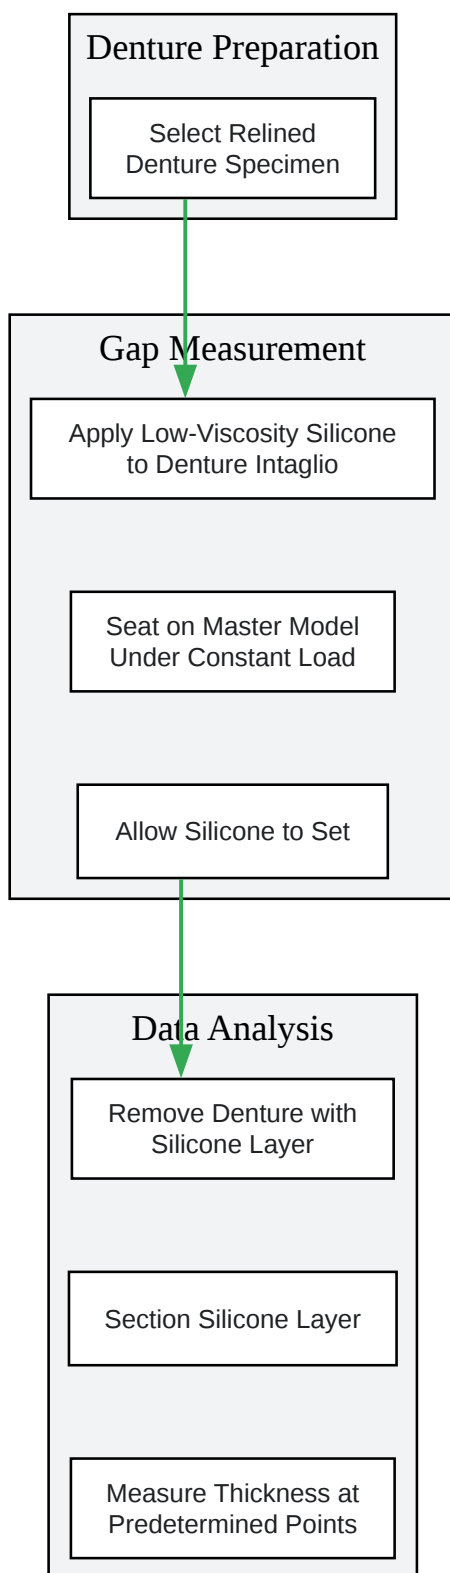 Denture Preparation
Select Relined
Denture Specimen
Gap Measurement
Apply Low-Viscosity Silicone
to Denture Intaglio
Seat on Master Model
Under Constant Load
Allow Silicone to Set
Data Analysis
Remove Denture with
Silicone Layer
Section Silicone Layer
Measure Thickness at
Predetermined Points